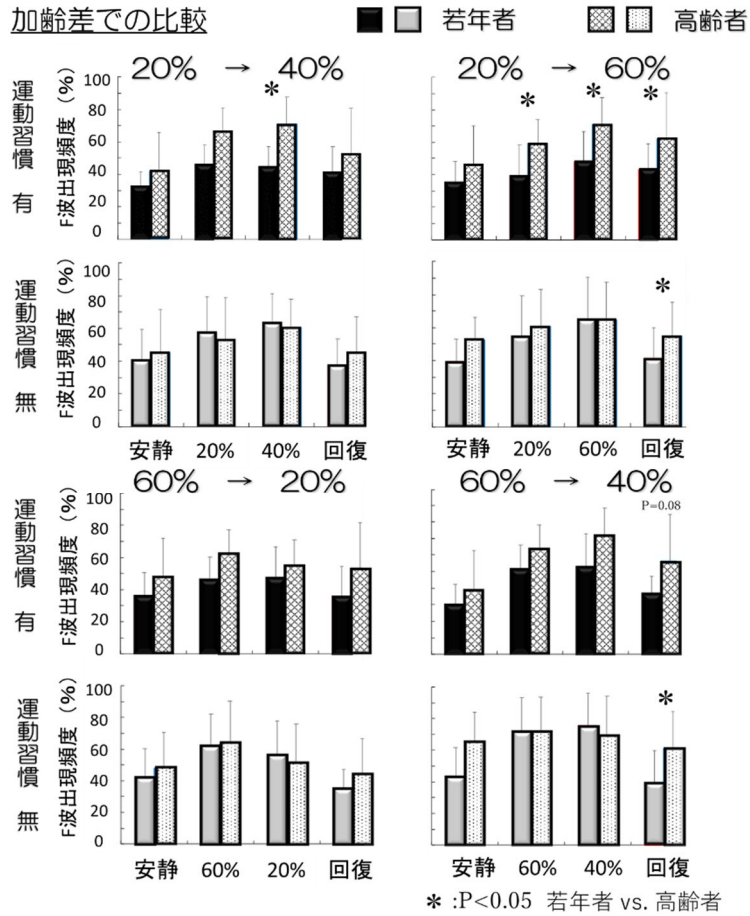 加齢差での比較
若年者
高齢者
20% → 40%
20% → 60%
運動習慣 有
F波出現頻度 (%)
100
80
60
40
20
0
*
*
*
*
運動習慣 無
F波出現頻度 (%)
100
80
60
40
20
0
*
安静 20% 40% 回復
安静 20% 60% 回復
60% → 20%
60% → 40%
運動習慣 有
F波出現頻度 (%)
100
80
60
40
20
0
P=0.08
運動習慣 無
F波出現頻度 (%)
100
80
60
40
20
0
*
安静 60% 20% 回復
安静 60% 40% 回復
* :P<0.05 若年者 vs. 高齢者